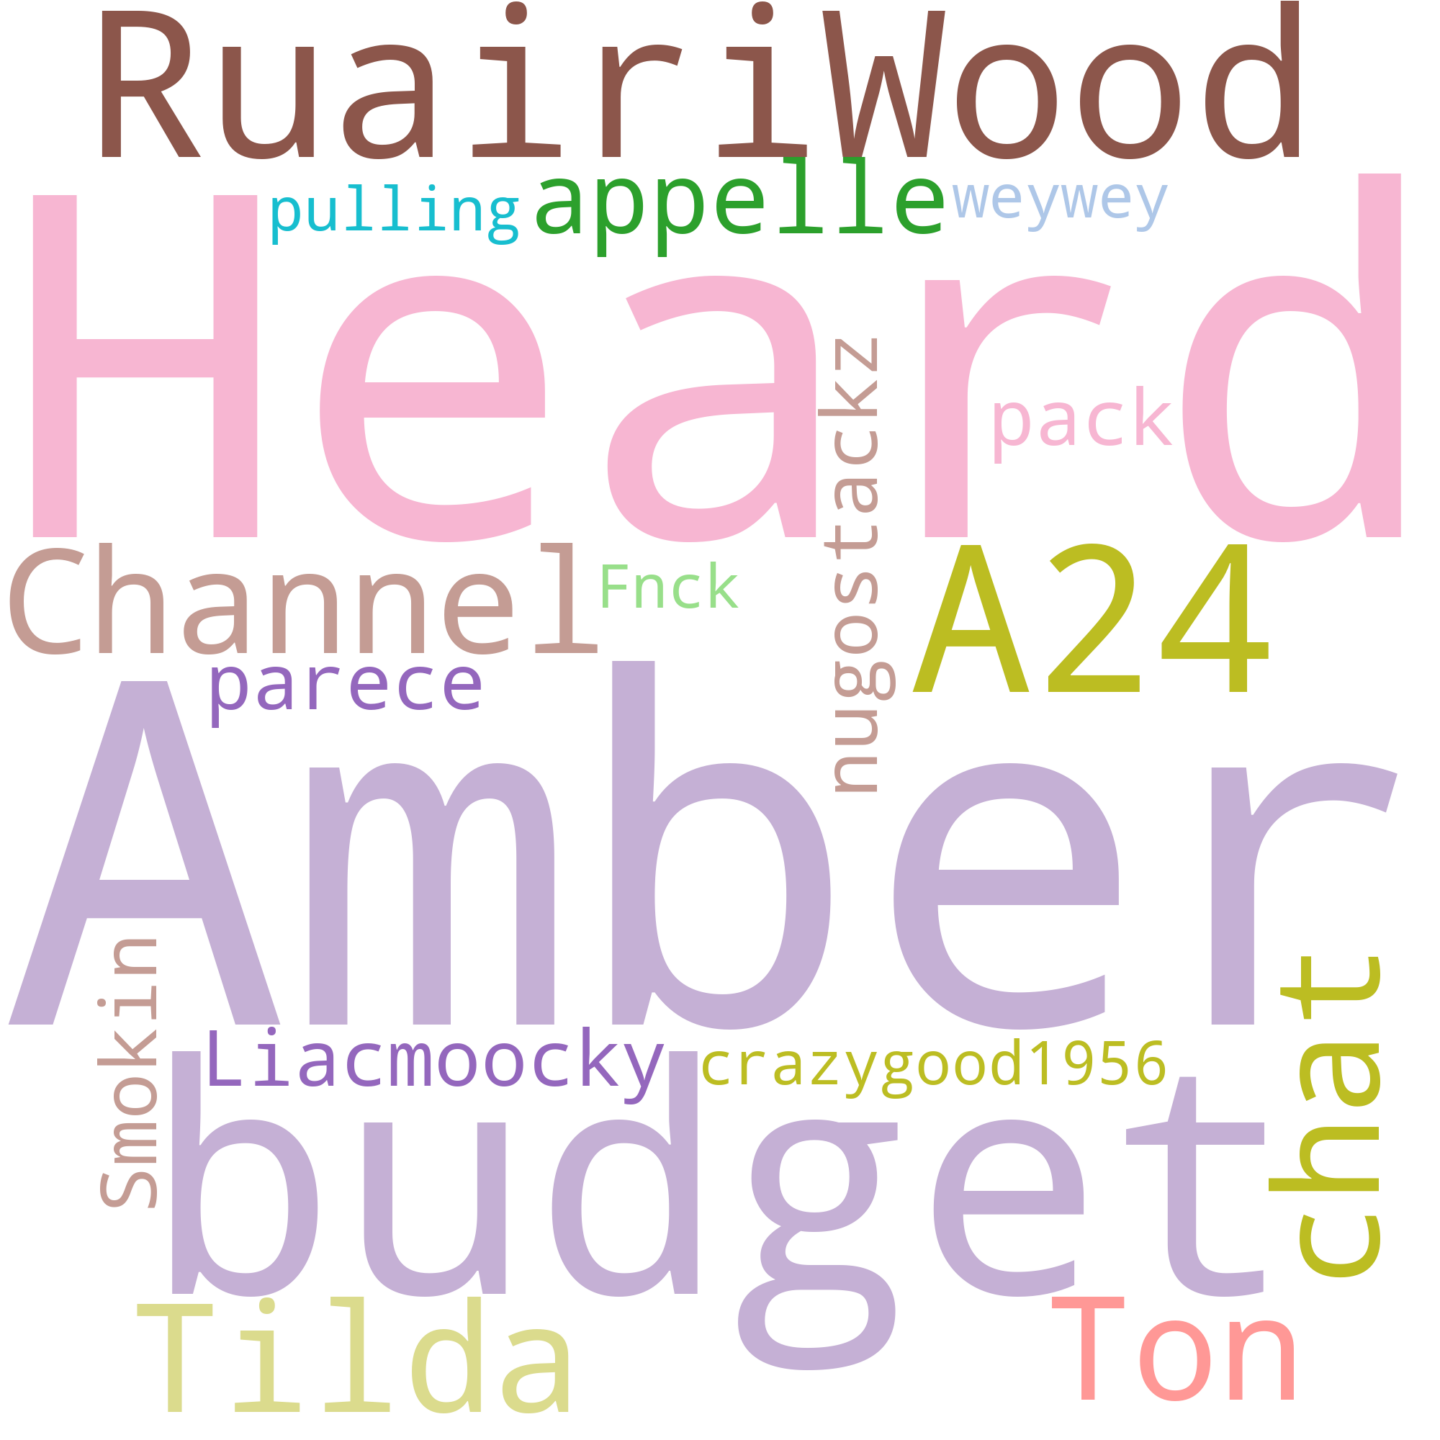 RuairiWood
pulling
appelle
weywey
Heard
pack
nugostackz
Channel
Fnck
A24
parece
Amber
Smokin
Liacmoocky
crazygood1956
chat
budget
Tilda
Ton